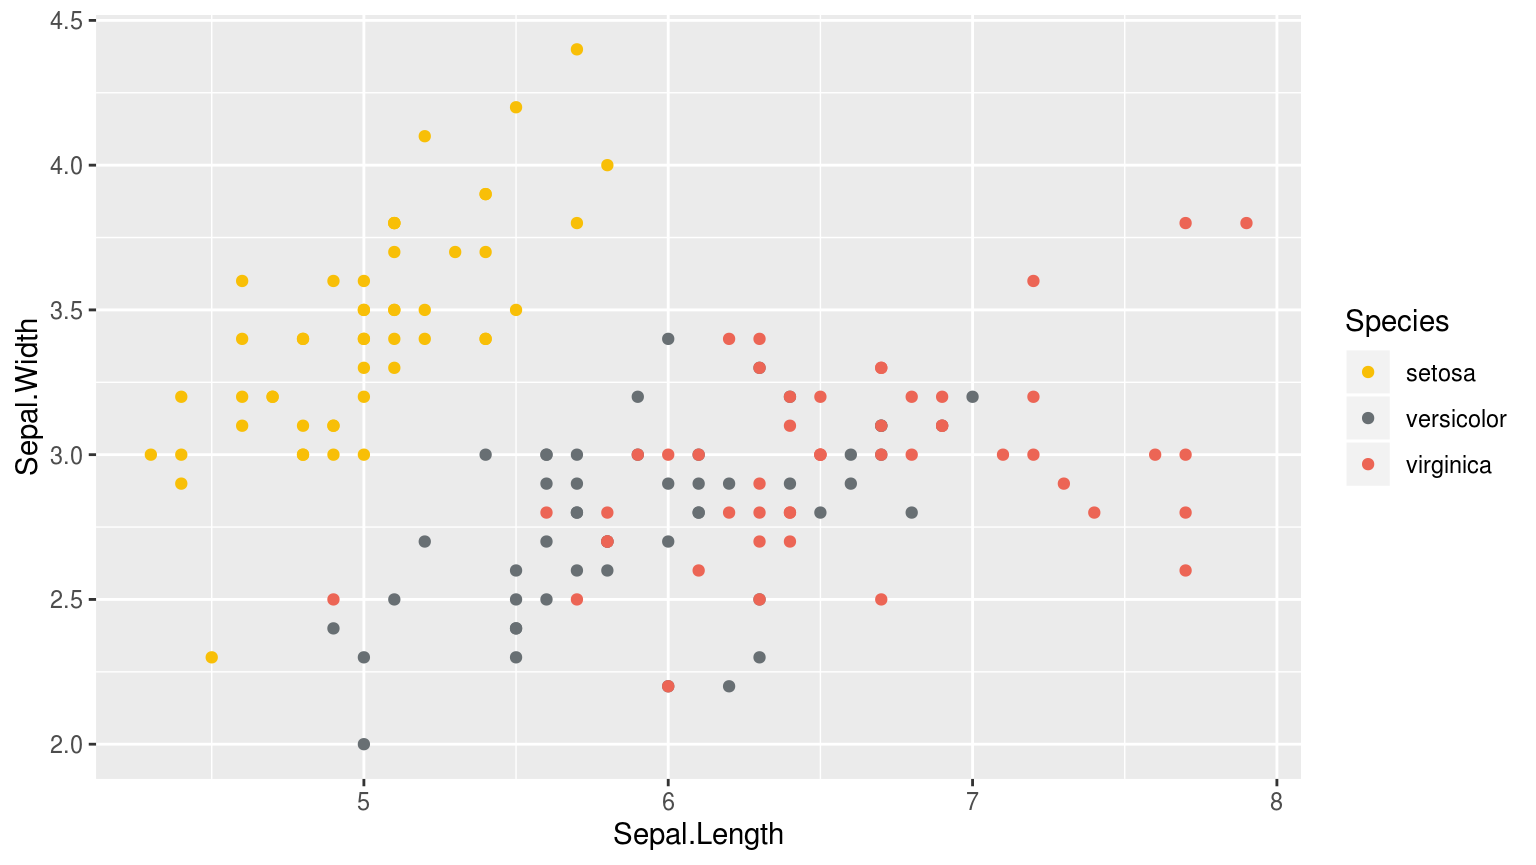 4.5
4.0
3.5
3.0
2.5
2.0
Sepal.Width
5 6 7 8
Sepal.Length
Species
setosa
versicolor
virginica